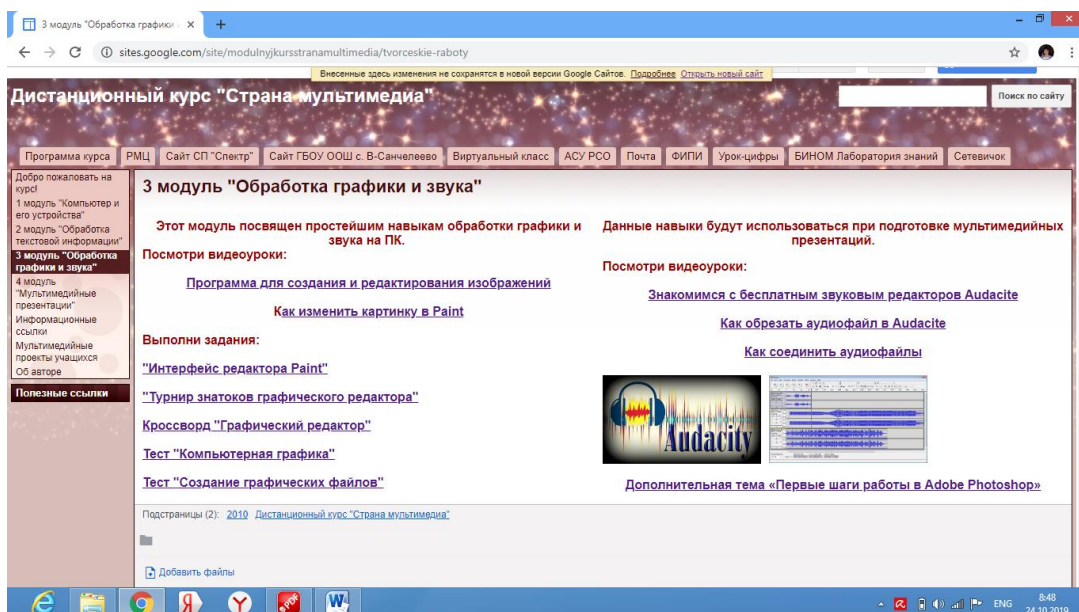 3 модуль "Обработка графики
sites.google.com/site/modulnyjkursstranamultimedia/tvorceskie-raboty
Внесенные здесь изменения не сохранятся в новой версии Google Сайтов. Подробнее Открыть новый сайт
Дистанционный курс "Страна мультимедиа"
Поиск по сайту
Программа курса РМЦ Сайт СП "Спектр" Сайт ГБОУ ООШ с. В-Санчелеево Виртуальный класс АСУ РСО Почта ФИПИ Урок-цифры БИНОМ Лаборатория знаний Сетевичок
Добро пожаловать на
курс!
1 модуль "Компьютер и
его устройства"
2 модуль "Обработка
текстовой информации"
3 модуль "Обработка
графики и звука"
4 модуль
"Мультимедийные
презентации"
Информационные
ссылки
Мультимедийные
проекты учащихся
Об авторе
Полезные ссылки
3 модуль "Обработка графики и звука"
Этот модуль посвящен простейшим навыкам обработки графики и
звука на ПК.
Посмотри видеоуроки:
Программа для создания и редактирования изображений
Как изменить картинку в Paint
Выполни задания:
"Интерфейс редактора Paint"
"Турнир знатоков графического редактора"
Кроссворд "Графический редактор"
Тест "Компьютерная графика"
Тест "Создание графических файлов"
Данные навыки будут использоваться при подготовке мультимедийных
презентаций.
Посмотри видеоуроки:
Знакомимся с бесплатным звуковым редакторов Audacite
Как обрезать аудиофайл в Audacite
Как соединить аудиофайлы
Audacity
Дополнительная тема «Первые шаги работы в Adobe Photoshop»
Подстраницы (2): 2010 Дистанционный курс "Страна мультимедиа"
Добавить файлы
ENG
8:48
24.10.2019